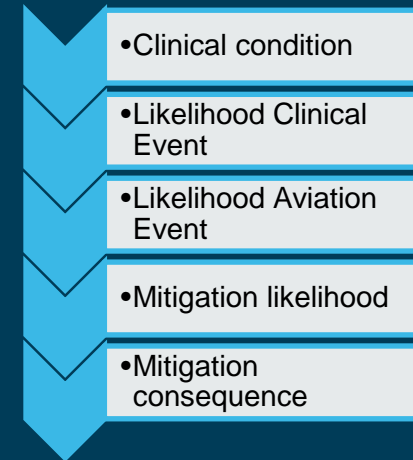 •Clinical condition
•Likelihood Clinical
Event
•Likelihood Aviation
Event
•Mitigation likelihood
•Mitigation
consequence